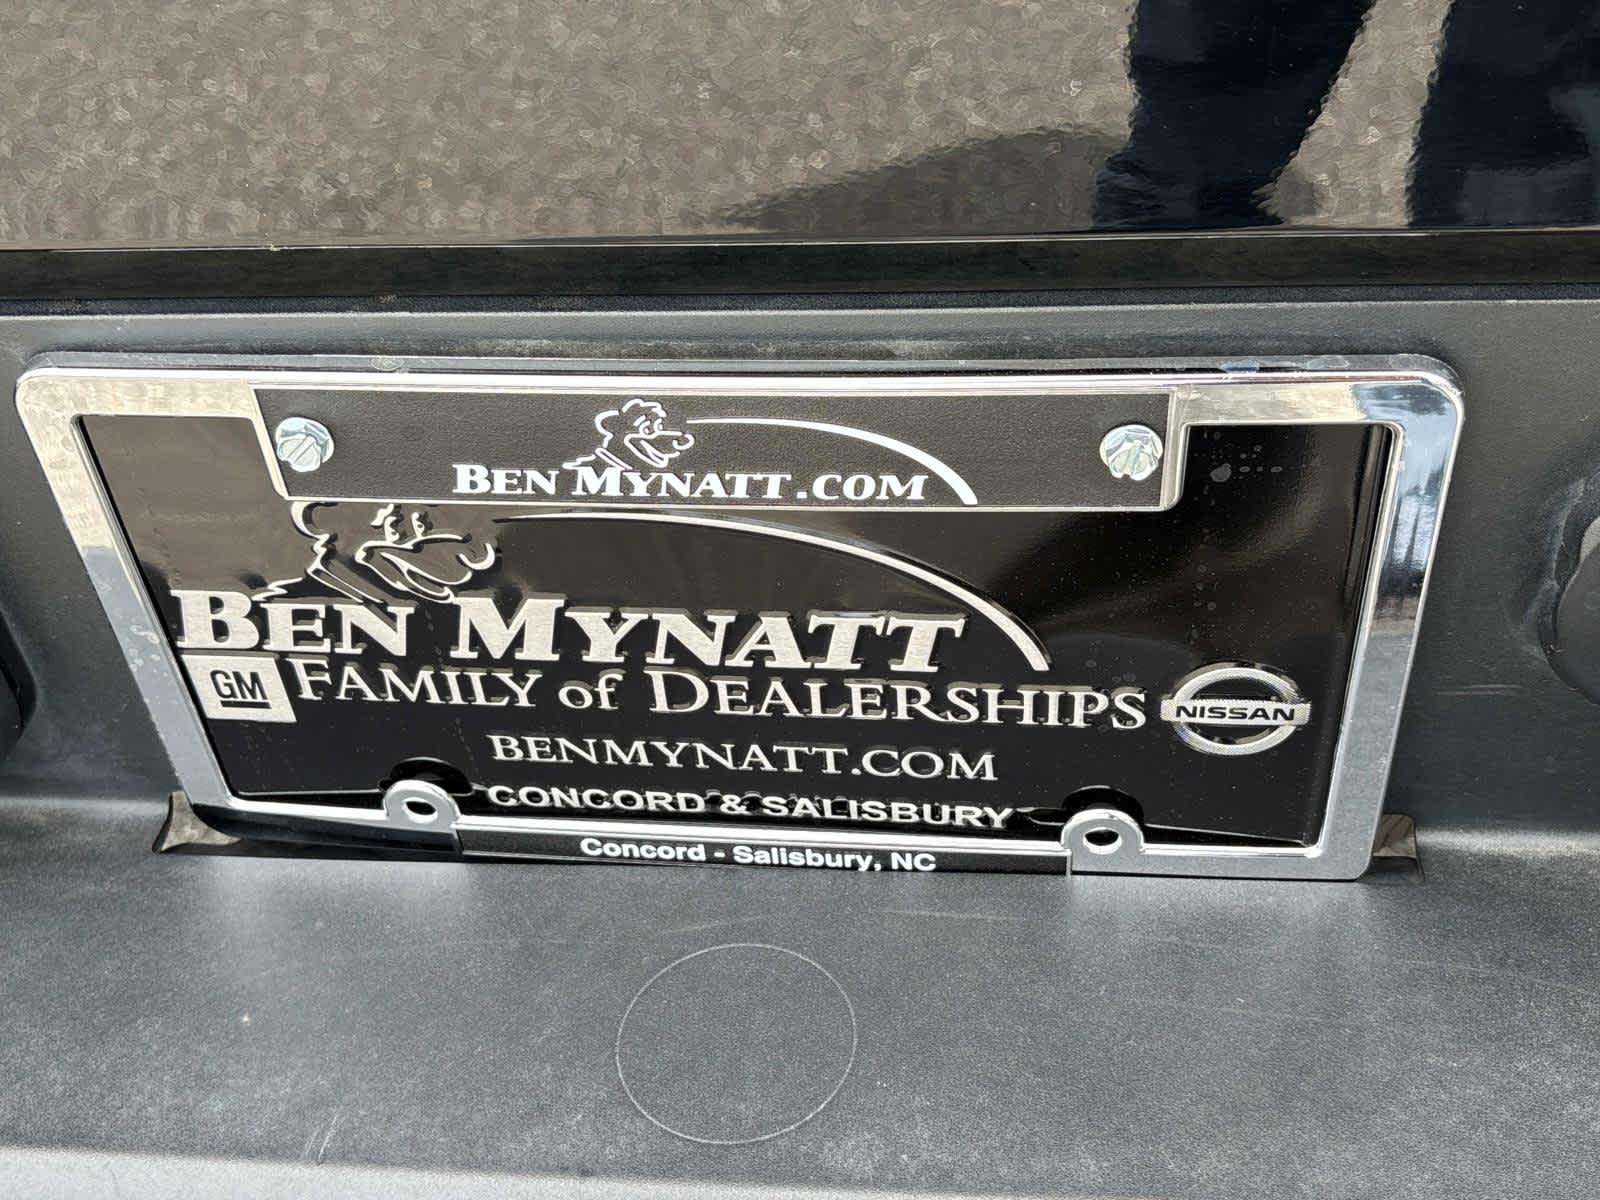 BEN MYNATT.COM
BEN MYNATT
GM FAMILY of DEALERSHIPS NISSAN
BENMYNATT.COM
CONCORD & SALISBURY
Concord - Salisbury, NC